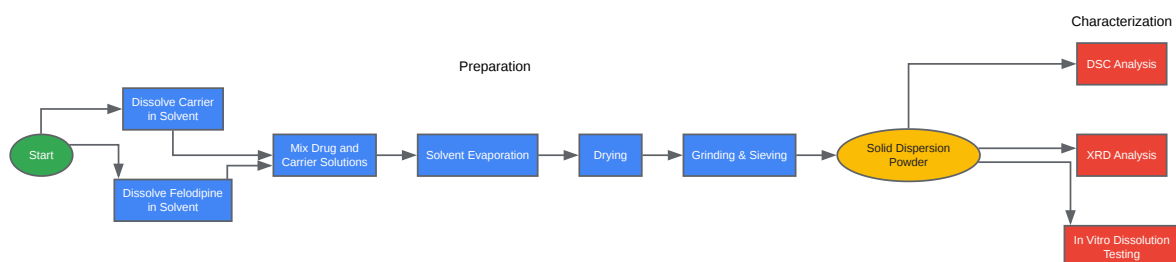 Characterization
Preparation
Start
Dissolve Carrier
in Solvent
Dissolve Felodipine
in Solvent
Mix Drug and
Carrier Solutions
Solvent Evaporation
Drying
Grinding & Sieving
Solid Dispersion
Powder
DSC Analysis
XRD Analysis
In Vitro Dissolution
Testing